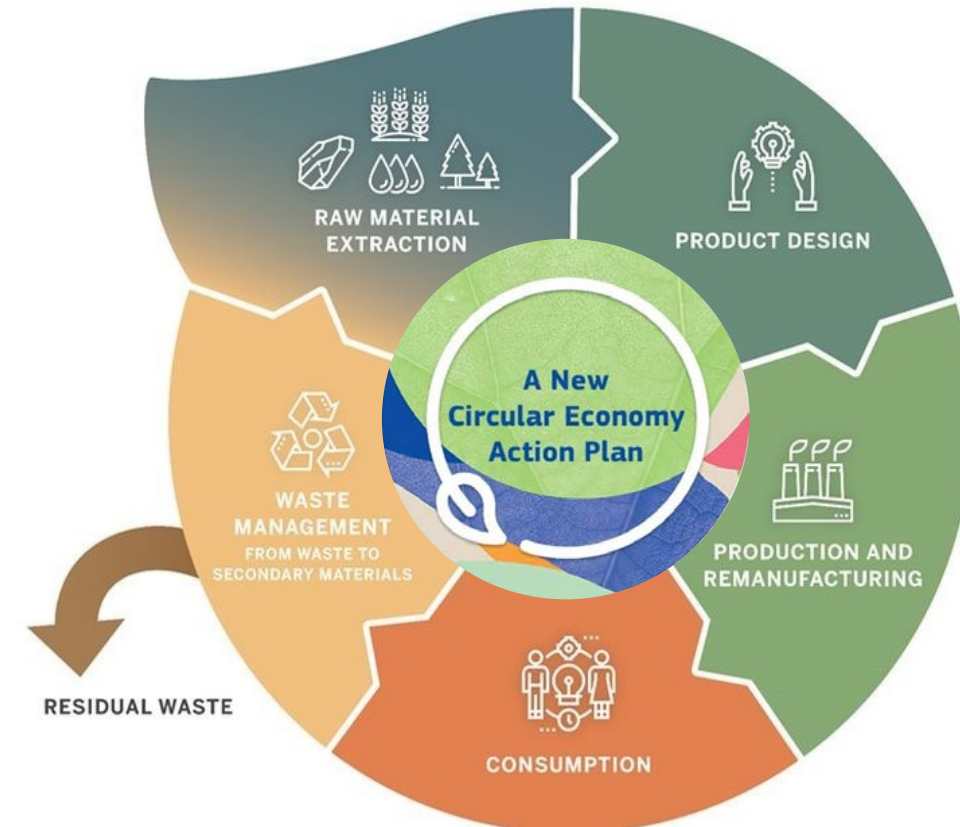 RAW MATERIAL
EXTRACTION
PRODUCT DESIGN
A New
Circular Economy
Action Plan
PRODUCTION AND
REMANUFACTURING
CONSUMPTION
WASTE
MANAGEMENT
FROM WASTE TO
SECONDARY MATERIALS
RESIDUAL WASTE